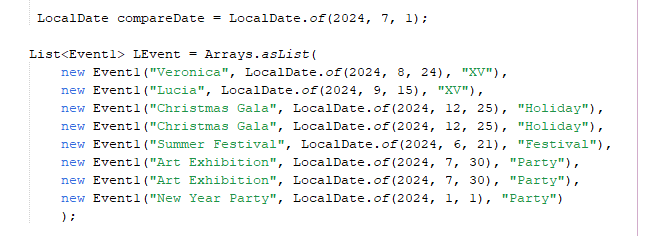 LocalDate compareDate = LocalDate.of(2024, 7, 1);
List<Event1> LEvent = Arrays.asList(
new Event1("Veronica", LocalDate.of(2024, 8, 24), "XV"),
new Event1("Lucia", LocalDate.of(2024, 9, 15), "XV"),
new Event1("Christmas Gala", LocalDate.of(2024, 12, 25), "Holiday"),
new Event1("Christmas Gala", LocalDate.of(2024, 12, 25), "Holiday"),
new Event1("Summer Festival", LocalDate.of(2024, 6, 21), "Festival"),
new Event1("Art Exhibition", LocalDate.of(2024, 7, 30), "Party"),
new Event1("Art Exhibition", LocalDate.of(2024, 7, 30), "Party"),
new Event1("New Year Party", LocalDate.of(2024, 1, 1), "Party")
);